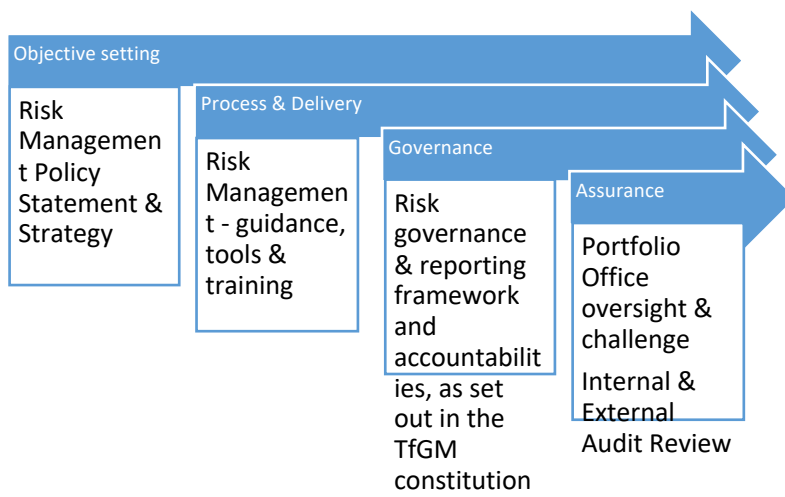 Objective setting
Risk
Managemen
t Policy
Statement &
Strategy
Process & Delivery
Risk
Managemen
t - guidance,
tools &
training
Governance
Risk
governance
& reporting
framework
and
accountabilit
ies, as set
out in the
TfGM
constitution
Assurance
Portfolio
Office
oversight &
challenge
Internal &
External
Audit Review